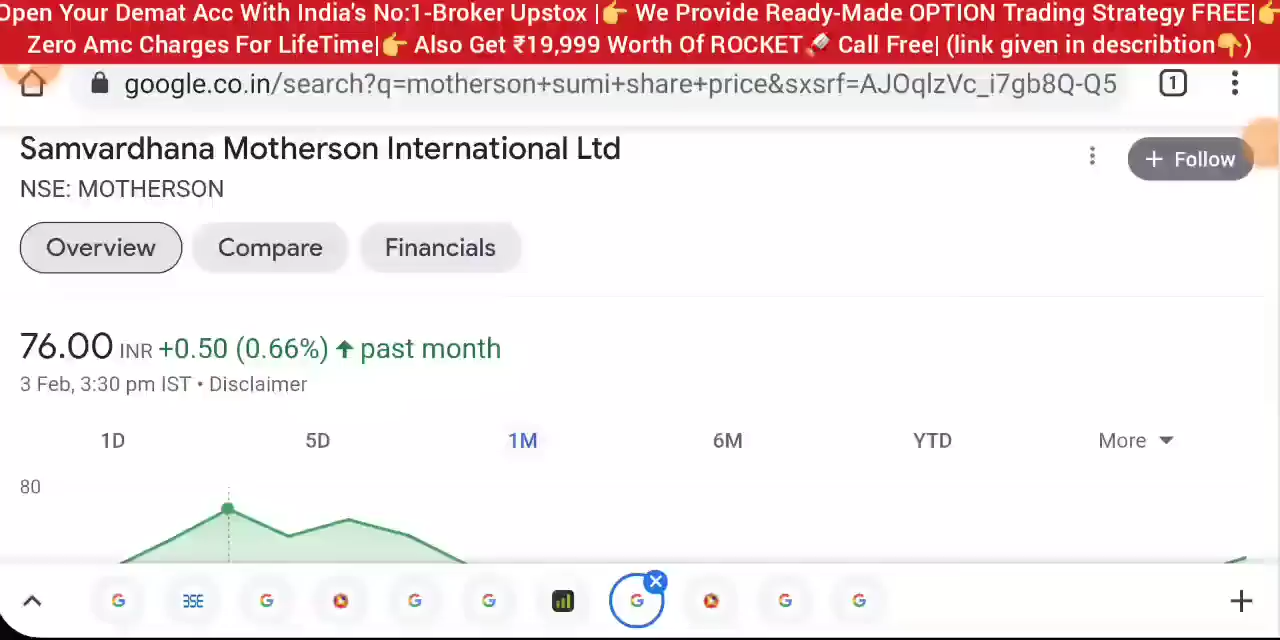 Open Your Demat Acc With India's No:1-Broker Upstox |👉 We Provide Ready-Made OPTION Trading Strategy FREE|👉
Zero Amc Charges For LifeTime|👉 Also Get ₹19,999 Worth Of ROCKET🚀 Call Free| (link given in describtion👇)
google.co.in/search?q=motherson+sumi+share+price&sxsrf=AJOqlzVc_i7gb8Q-Q5
1
Samvardhana Motherson International Ltd
+ Follow
NSE: MOTHERSON
Overview Compare Financials
76.00 INR +0.50 (0.66%) ↑ past month
3 Feb, 3:30 pm IST • Disclaimer
1D 5D 1M 6M YTD More
80
G BSE G G G G G G